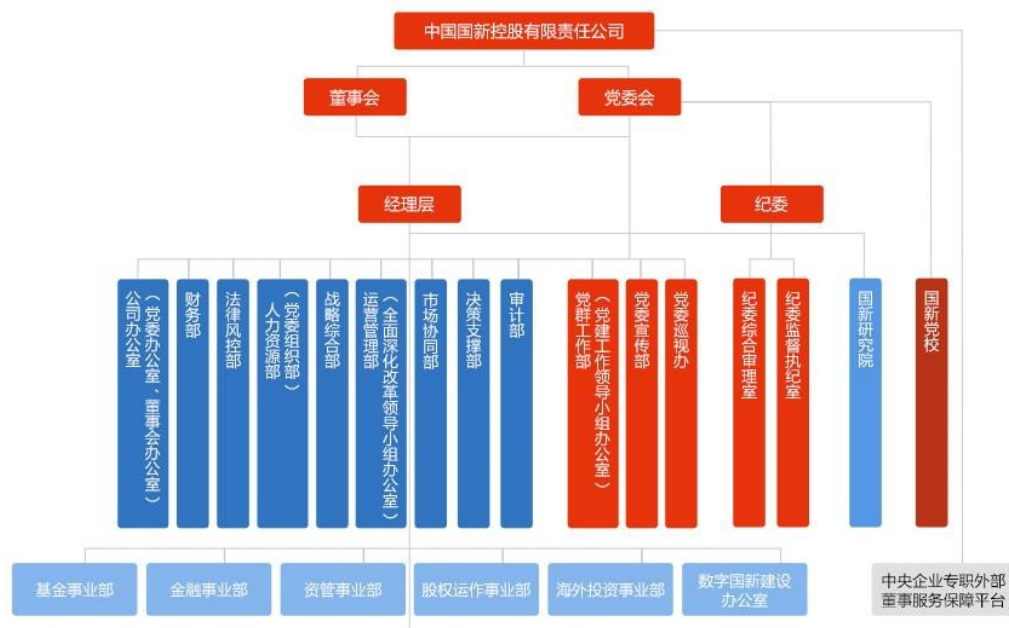 中国国新控股有限责任公司
董事会
党委会
经理层
纪委
公司办公室
（党委办公室、董事会办公室）
财务部
法律风控部
人力资源部
（党委组织部）
战略综合部
运营管理部
（全面深化改革领导小组办公室）
市场协同部
决策支撑部
审计部
党群工作部
（党建工作领导小组办公室）
党委宣传部
党委巡视办
纪委综合审理室
纪委监督执纪室
国新研究院
国新党校
基金事业部
金融事业部
资管事业部
股权运作事业部
海外投资事业部
数字国新建设
办公室
中央企业专职外部
董事服务保障平台